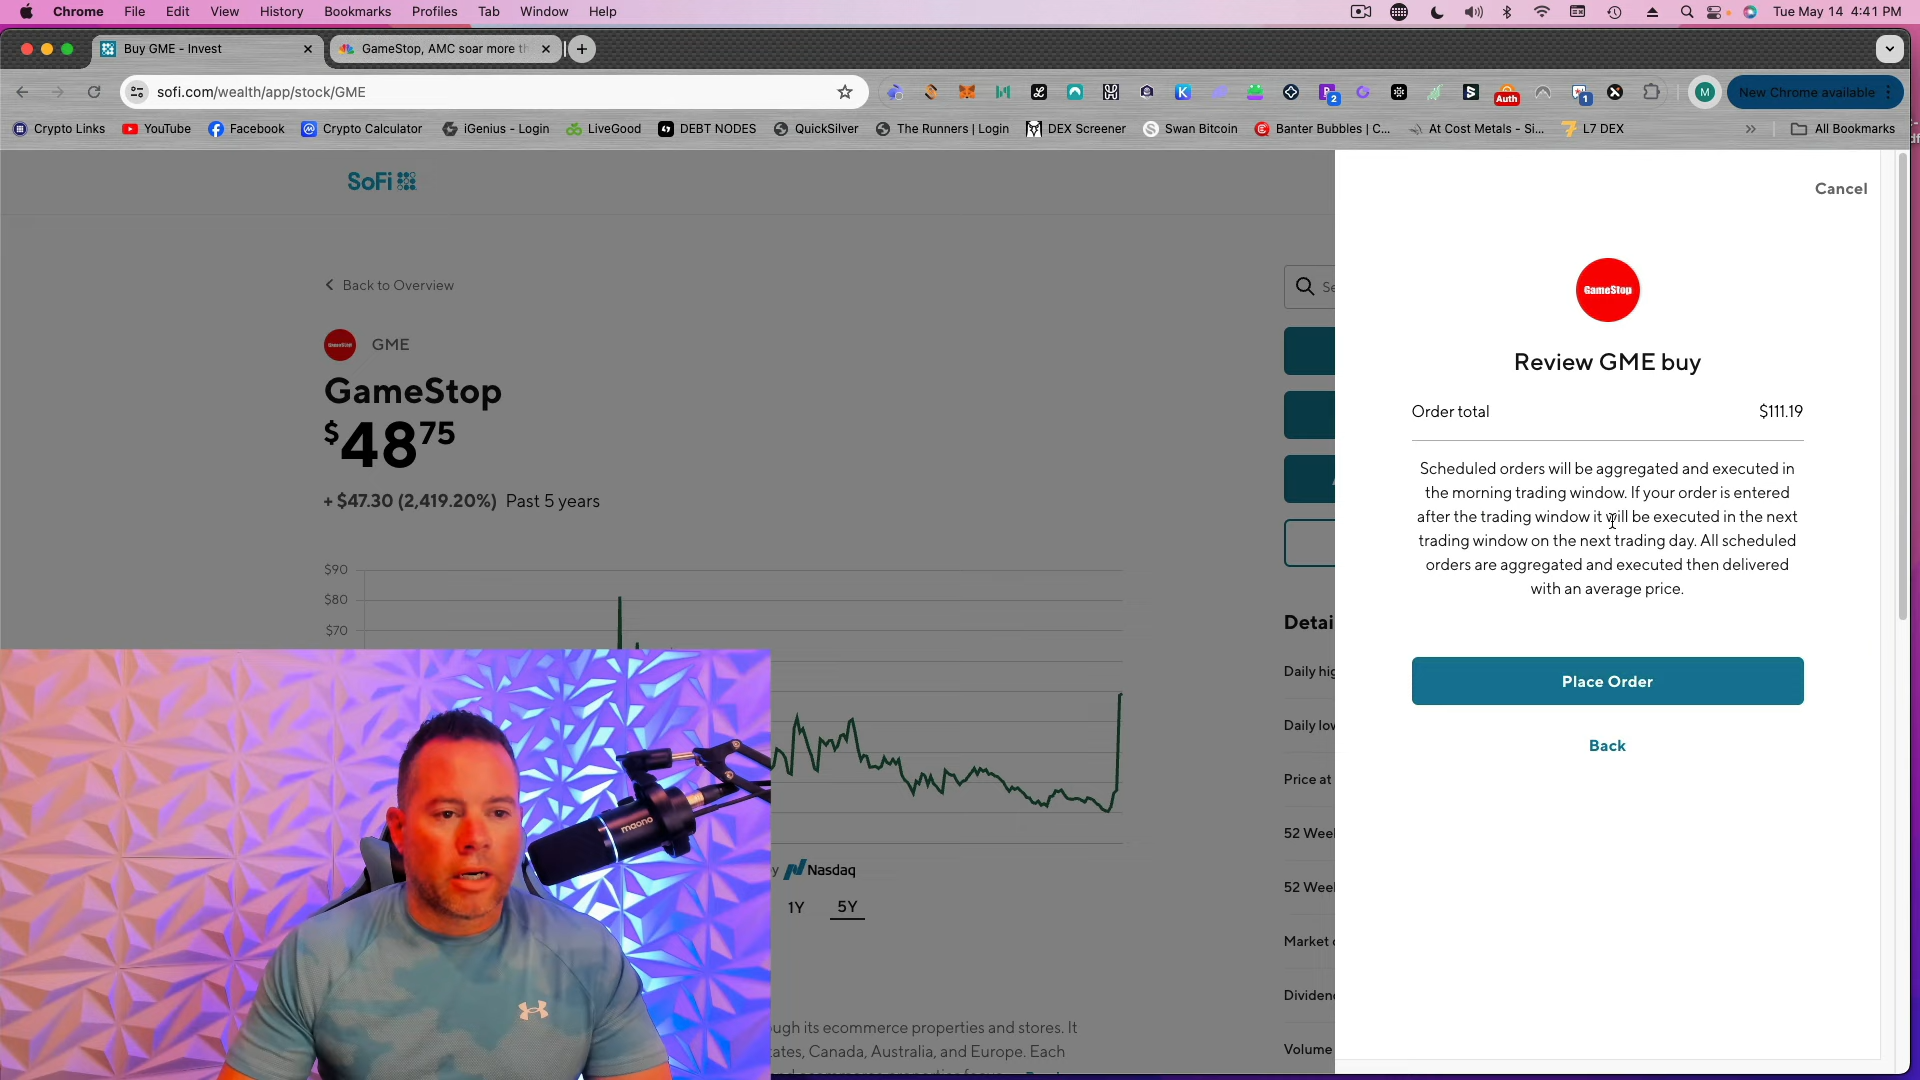 Chrome File Edit View History Bookmarks Profiles Tab Window Help Tue May 14 4:41 PM
Buy GME - Invest GameStop, AMC soar more th
sofi.com/wealth/app/stock/GME 2 Auth 1 M New Chrome available
Crypto Links YouTube Facebook Crypto Calculator iGenius - Login LiveGood DEBT NODES QuickSilver The Runners | Login DEX Screener Swan Bitcoin Banter Bubbles | C... At Cost Metals - Si... L7 DEX » All Bookmarks
SoFi
Cancel
Back to Overview
Se
GameStop
GameStop
GME
GameStop
$48 75
+ $47.30 (2,419.20%) Past 5 years
$90
$80
$70
Nasdaq
1Y 5Y
ugh its ecommerce properties and stores. It
ates, Canada, Australia, and Europe. Each
Detai
Daily hig
Daily lov
Price at
52 Weel
52 Weel
Market
Dividen
Volume
Review GME buy
Order total $111.19
Scheduled orders will be aggregated and executed in
the morning trading window. If your order is entered
after the trading window it will be executed in the next
trading window on the next trading day. All scheduled
orders are aggregated and executed then delivered
with an average price.
Place Order
Back
maono